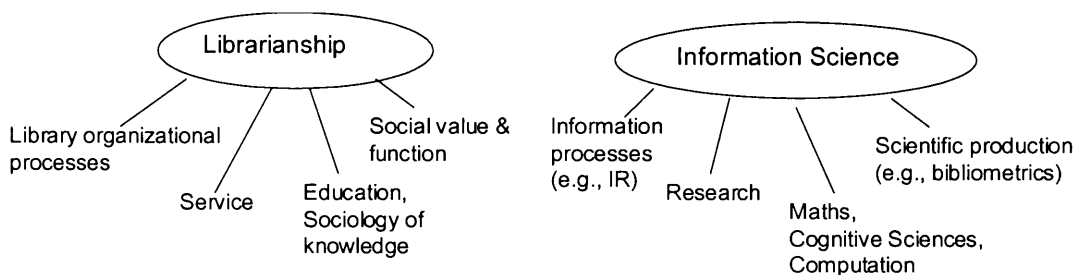 Librarianship
Library organizational
processes
Service
Education,
Sociology of
knowledge
Social value &
function
Information Science
Information
processes
(e.g., IR)
Research
Maths,
Cognitive Sciences,
Computation
Scientific production
(e.g., bibliometrics)